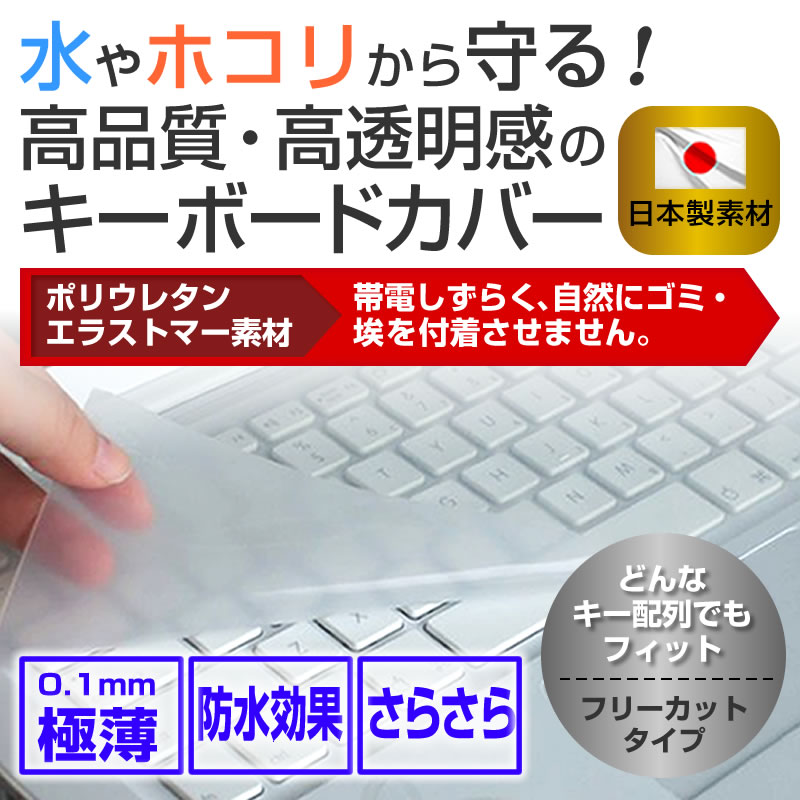 水やホコリから守る！
高品質・高透明感の
キーボードカバー
日本製素材
ポリウレタン
エラストマー素材
帯電しずらく、自然にゴミ・
埃を付着させません。
どんな
キー配列でも
フィット
フリーカット
タイプ
0.1mm
極薄
防水効果
さらさら